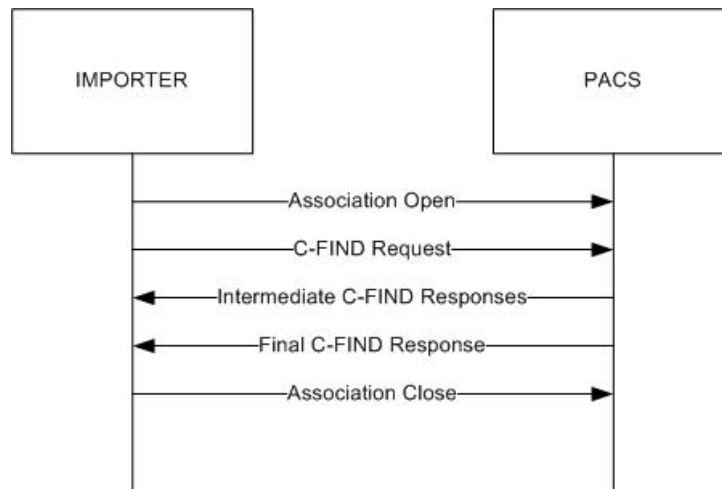 IMPORTER
PACS
Association Open
C-FIND Request
Intermediate C-FIND Responses
Final C-FIND Response
Association Close